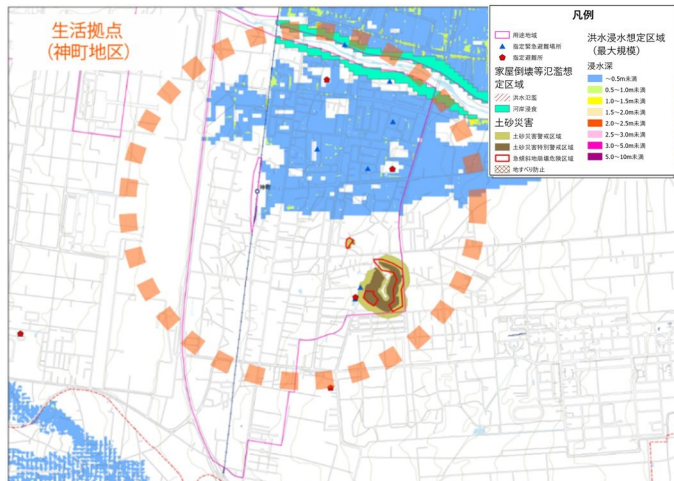 生活拠点
(神町地区)
凡例
用途地域
指定緊急避難場所
指定避難所
家屋倒壊等氾濫想
定区域
洪水氾濫
河岸浸食
土砂災害
土砂災害警戒区域
土砂災害特別警戒区域
急傾斜地崩壊危険区域
地すべり防止
洪水浸水想定区域
(最大規模)
浸水深
～0.5m未満
0.5～1.0m未満
1.0～1.5m未満
1.5～2.0m未満
2.0～2.5m未満
2.5～3.0m未満
3.0～5.0m未満
5.0～10m未満
神町